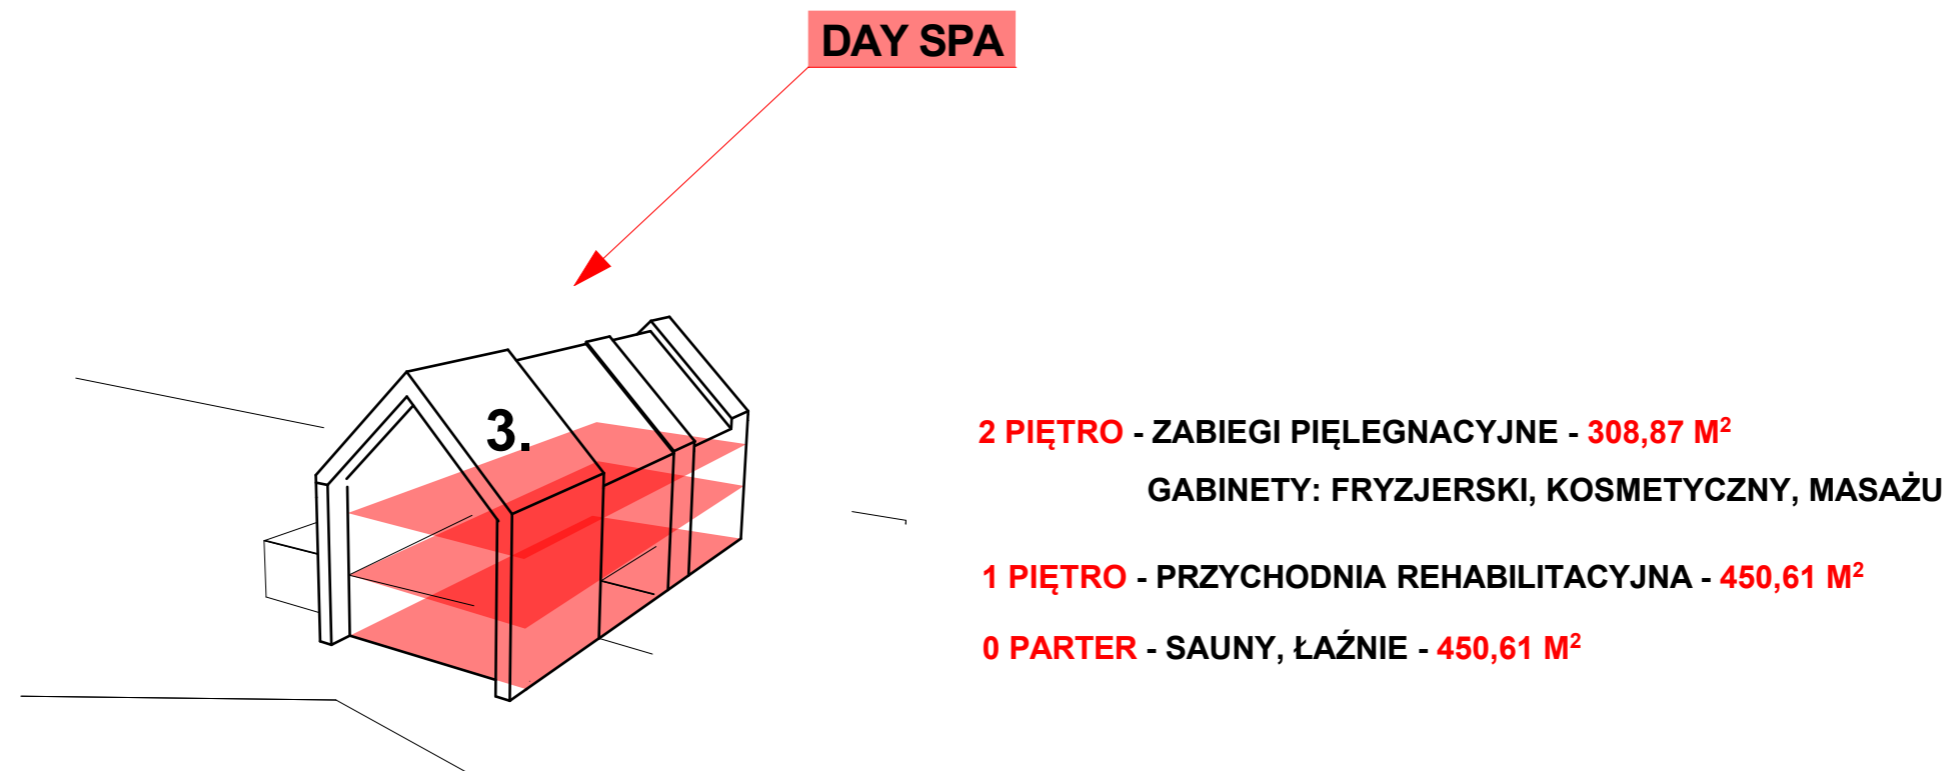 DAY SPA
3.
2 PIĘTRO - ZABIEGI PIĘLEGNACYJNE - 308,87 M²
GABINETY: FRYZJERSKI, KOSMETYCZNY, MASAŻU
1 PIĘTRO - PRZYCHODNIA REHABILITACYJNA - 450,61 M²
0 PARTER - SAUNY, ŁAŹNIE - 450,61 M²